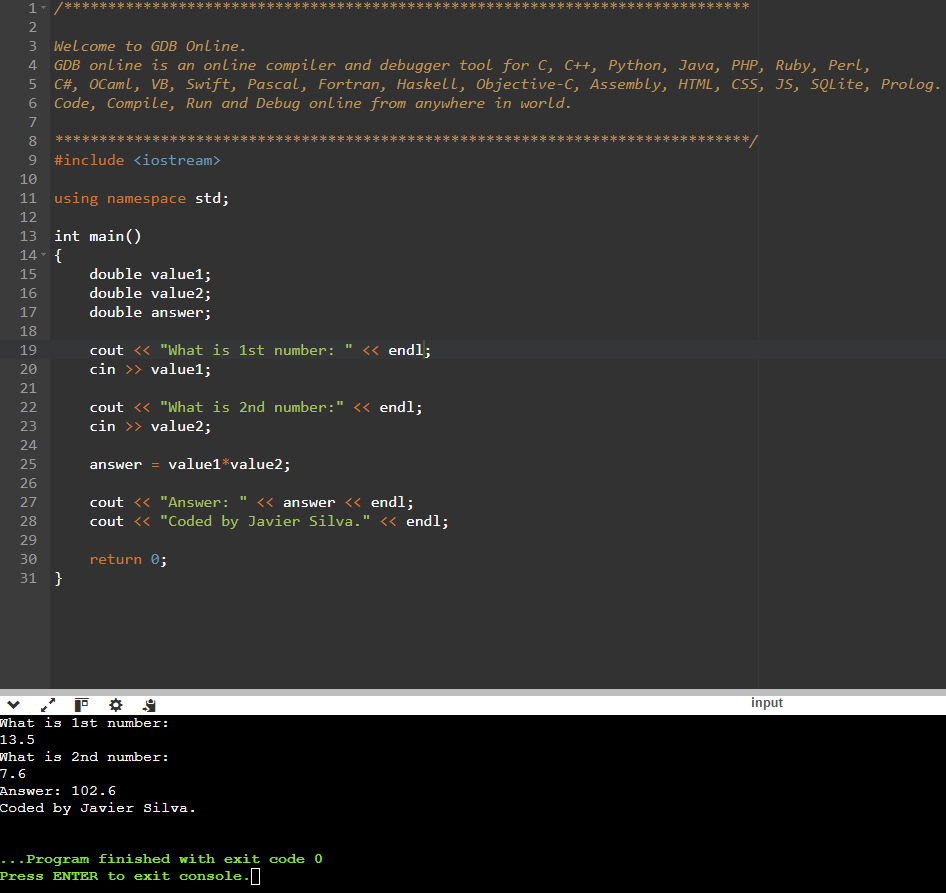 1 /******************************************************************************
2
3 Welcome to GDB Online.
4 GDB online is an online compiler and debugger tool for C, C++, Python, Java, PHP, Ruby, Perl,
5 C#, OCaml, VB, Swift, Pascal, Fortran, Haskell, Objective-C, Assembly, HTML, CSS, JS, SQLite, Prolog.
6 Code, Compile, Run and Debug online from anywhere in world.
7
8 *******************************************************************************/
9 #include <iostream>
10
11 using namespace std;
12
13 int main()
14 {
15     double value1;
16     double value2;
17     double answer;
18
19     cout << "What is 1st number: " << endl;
20     cin >> value1;
21
22     cout << "What is 2nd number:" << endl;
23     cin >> value2;
24
25     answer = value1*value2;
26
27     cout << "Answer: " << answer << endl;
28     cout << "Coded by Javier Silva." << endl;
29
30     return 0;
31 }
input
What is 1st number:
13.5
What is 2nd number:
7.6
Answer: 102.6
Coded by Javier Silva.
...Program finished with exit code 0
Press ENTER to exit console.